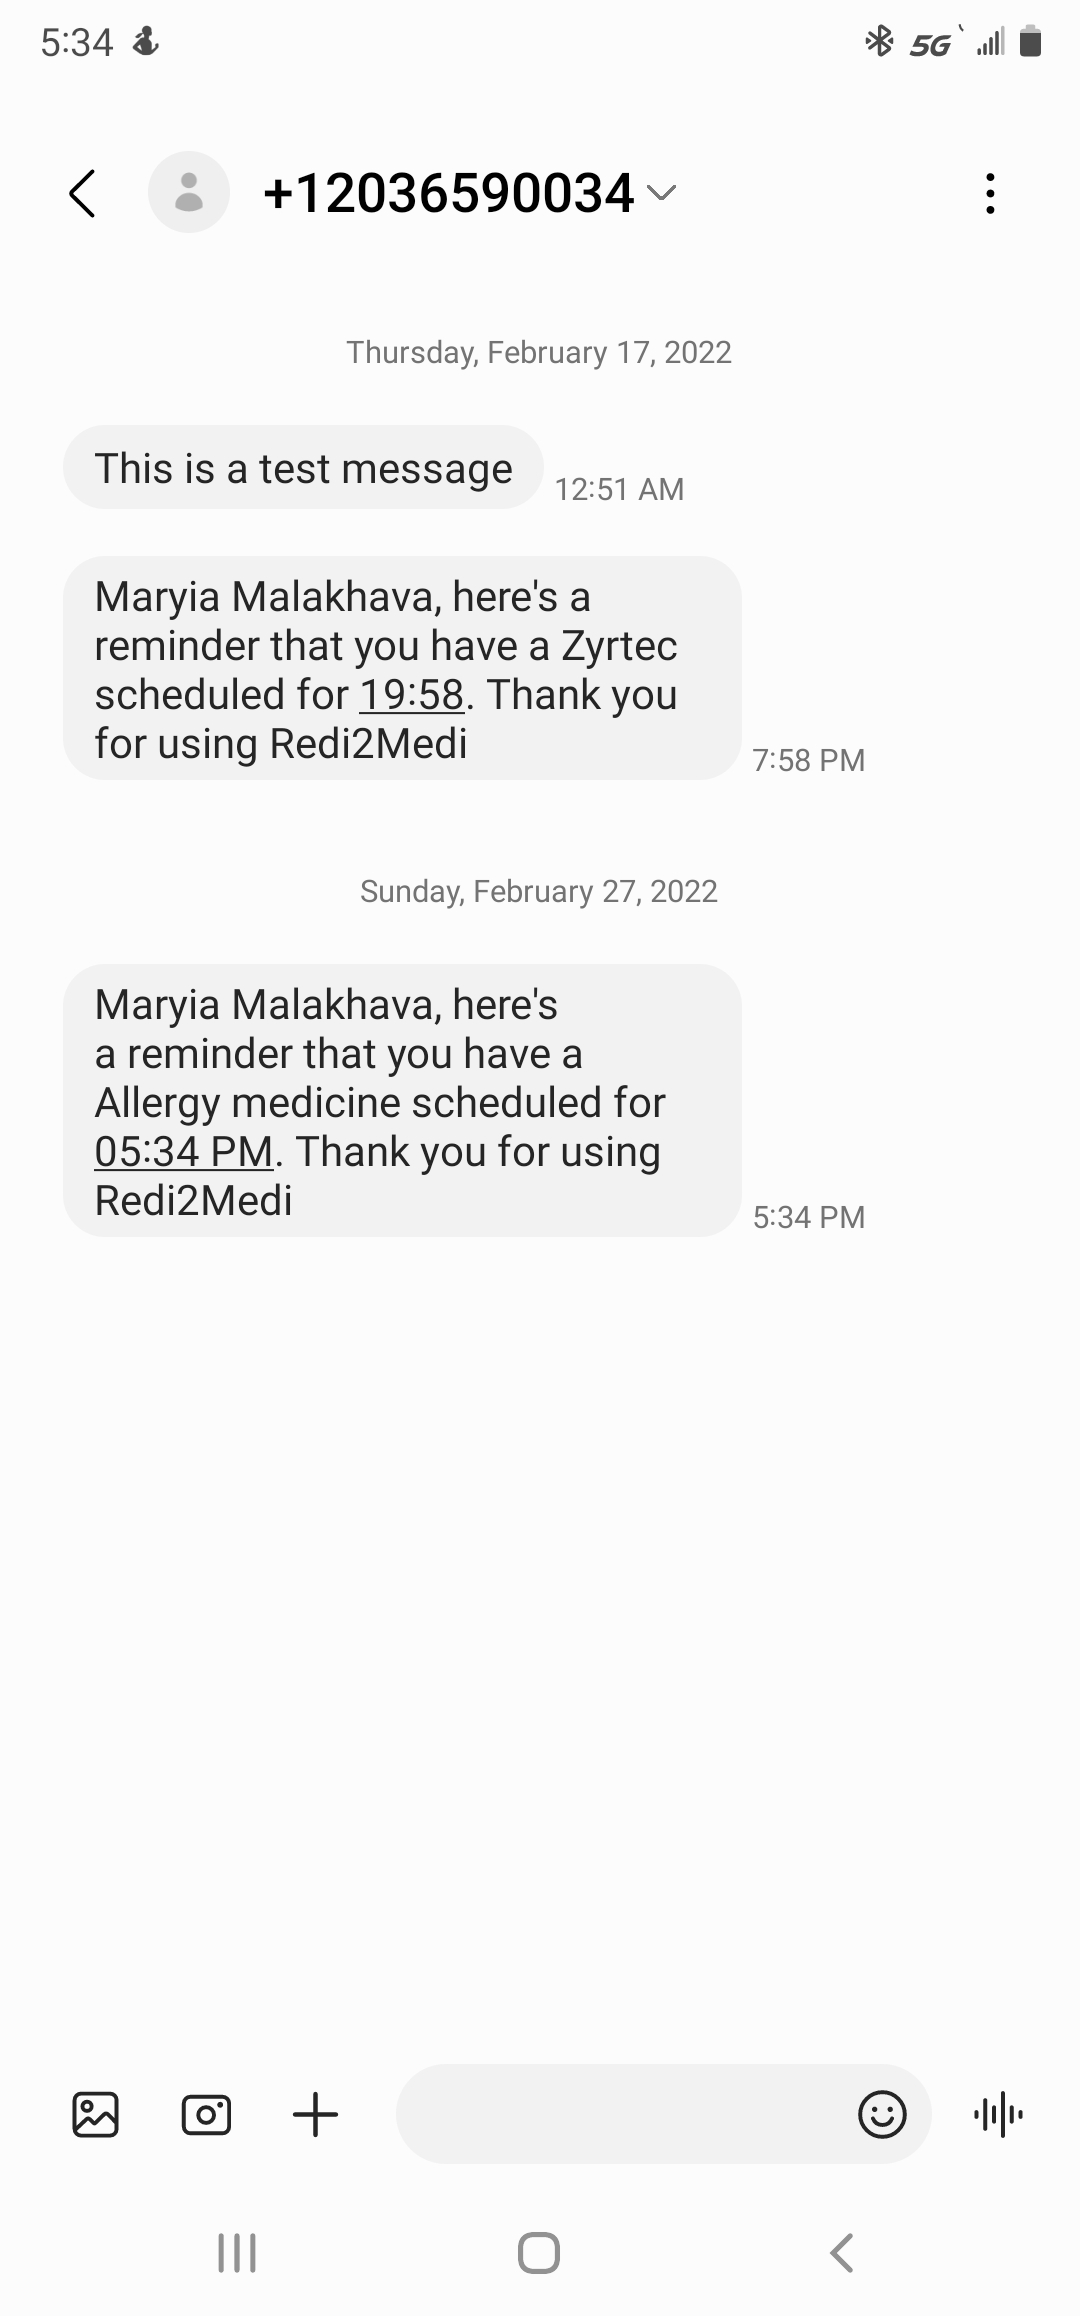 5:34
5G
+12036590034
Thursday, February 17, 2022
This is a test message
12:51 AM
Maryia Malakhava, here's a
reminder that you have a Zyrtec
scheduled for 19:58. Thank you
for using Redi2Medi
7:58 PM
Sunday, February 27, 2022
Maryia Malakhava, here's
a reminder that you have a
Allergy medicine scheduled for
05:34 PM. Thank you for using
Redi2Medi
5:34 PM